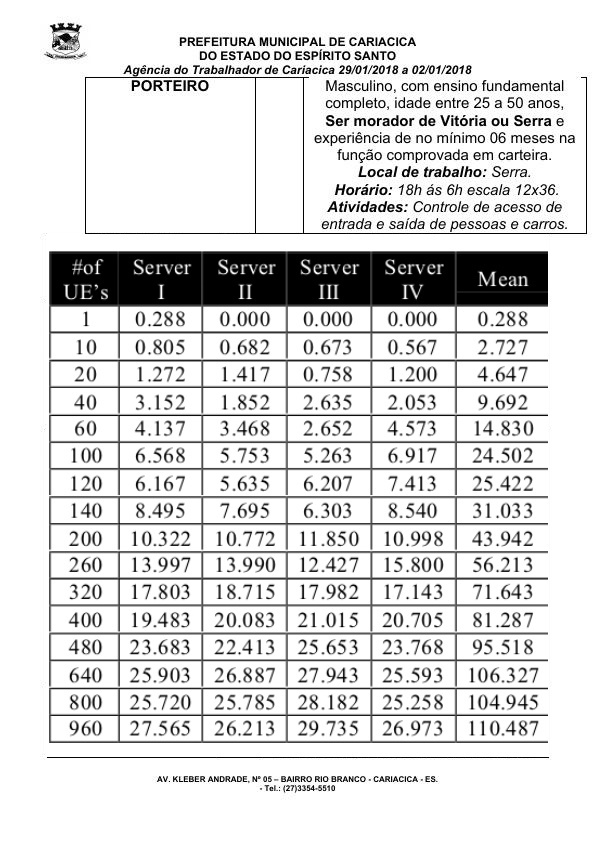 PREFEITURA MUNICIPAL DE CARIACICA
DO ESTADO DO ESPÍRITO SANTO
Agência do Trabalhador de Cariacica 29/01/2018 a 02/01/2018
PORTEIRO
Masculino, com ensino fundamental
completo, idade entre 25 a 50 anos,
Ser morador de Vitória ou Serra e
experiência de no mínimo 06 meses na
função comprovada em carteira.
Local de trabalho: Serra.
Horário: 18h ás 6h escala 12x36.
Atividades: Controle de acesso de
entrada e saída de pessoas e carros.
#of UE's Server I Server II Server III Server IV Mean
1 0.288 0.000 0.000 0.000 0.288
10 0.805 0.682 0.673 0.567 2.727
20 1.272 1.417 0.758 1.200 4.647
40 3.152 1.852 2.635 2.053 9.692
60 4.137 3.468 2.652 4.573 14.830
100 6.568 5.753 5.263 6.917 24.502
120 6.167 5.635 6.207 7.413 25.422
140 8.495 7.695 6.303 8.540 31.033
200 10.322 10.772 11.850 10.998 43.942
260 13.997 13.990 12.427 15.800 56.213
320 17.803 18.715 17.982 17.143 71.643
400 19.483 20.083 21.015 20.705 81.287
480 23.683 22.413 25.653 23.768 95.518
640 25.903 26.887 27.943 25.593 106.327
800 25.720 25.785 28.182 25.258 104.945
960 27.565 26.213 29.735 26.973 110.487
AV. KLEBER ANDRADE, Nº 05 – BAIRRO RIO BRANCO - CARIACICA - ES.
- Tel.: (27)3354-5510